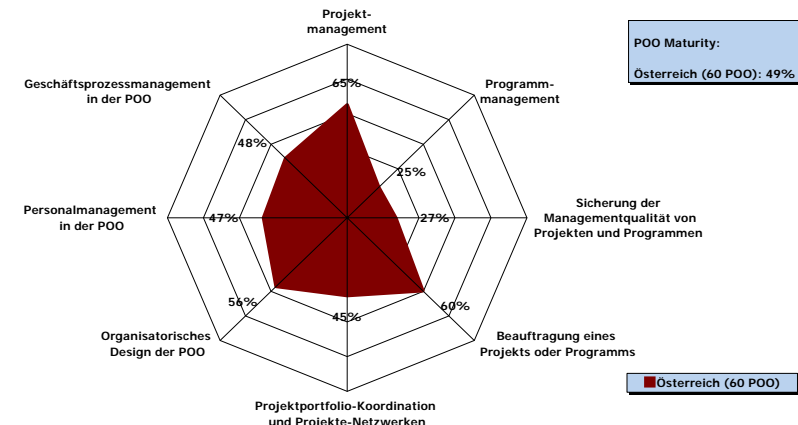 Projekt-
management
POO Maturity:
Österreich (60 POO): 49%
65%
Geschäftsprozessmanagement
in der POO
Programm-
management
48%
25%
Personalmanagement
in der POO
47%
27%
Sicherung der
Managementqualität von
Projekten und Programmen
56%
60%
45%
Organisatorisches
Design der POO
Beauftragung eines
Projekts oder Programms
Österreich (60 POO)
Projektportfolio-Koordination
und Projekte-Netzwerken